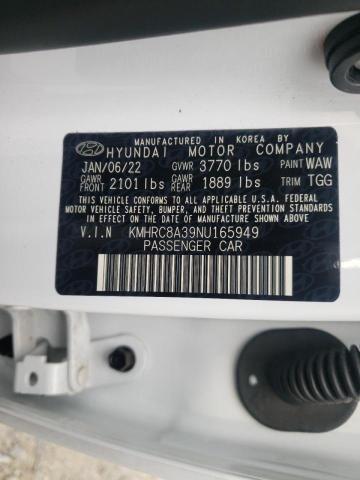 MANUFACTURED IN KOREA BY
HYUNDAI MOTOR COMPANY
JAN/06/22 GVWR 3770 lbs PAINT WAW
GAWR FRONT 2101 lbs GAWR REAR 1889 lbs TRIM TGG
THIS VEHICLE CONFORMS TO ALL APPLICABLE U.S.A FEDERAL
MOTOR VEHICLE SAFETY, BUMPER, AND THEFT PREVENTION STANDARDS
IN EFFECT ON THE DATE OF MANUFACTURE SHOWN ABOVE.
V.I.N KMHRC8A39NU165949
PASSENGER CAR